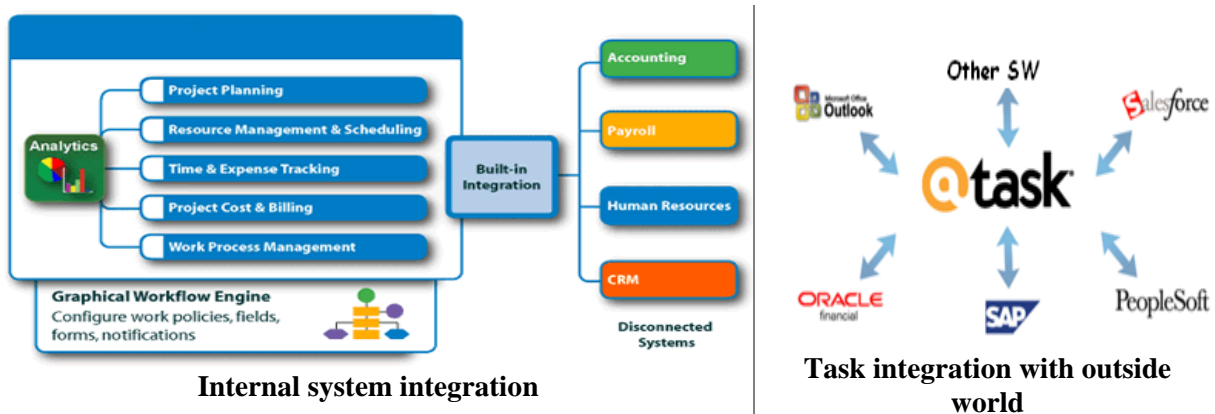 Analytics
Project Planning
Resource Management & Scheduling
Time & Expense Tracking
Project Cost & Billing
Work Process Management
Built-in
Integration
Accounting
Payroll
Human Resources
CRM
Disconnected
Systems
Graphical Workflow Engine
Configure work policies, fields,
forms, notifications
Internal system integration
Other SW
Microsoft Office
Outlook
Salesforce
@task
ORACLE
financial
SAP
PeopleSoft
Task integration with outside
world